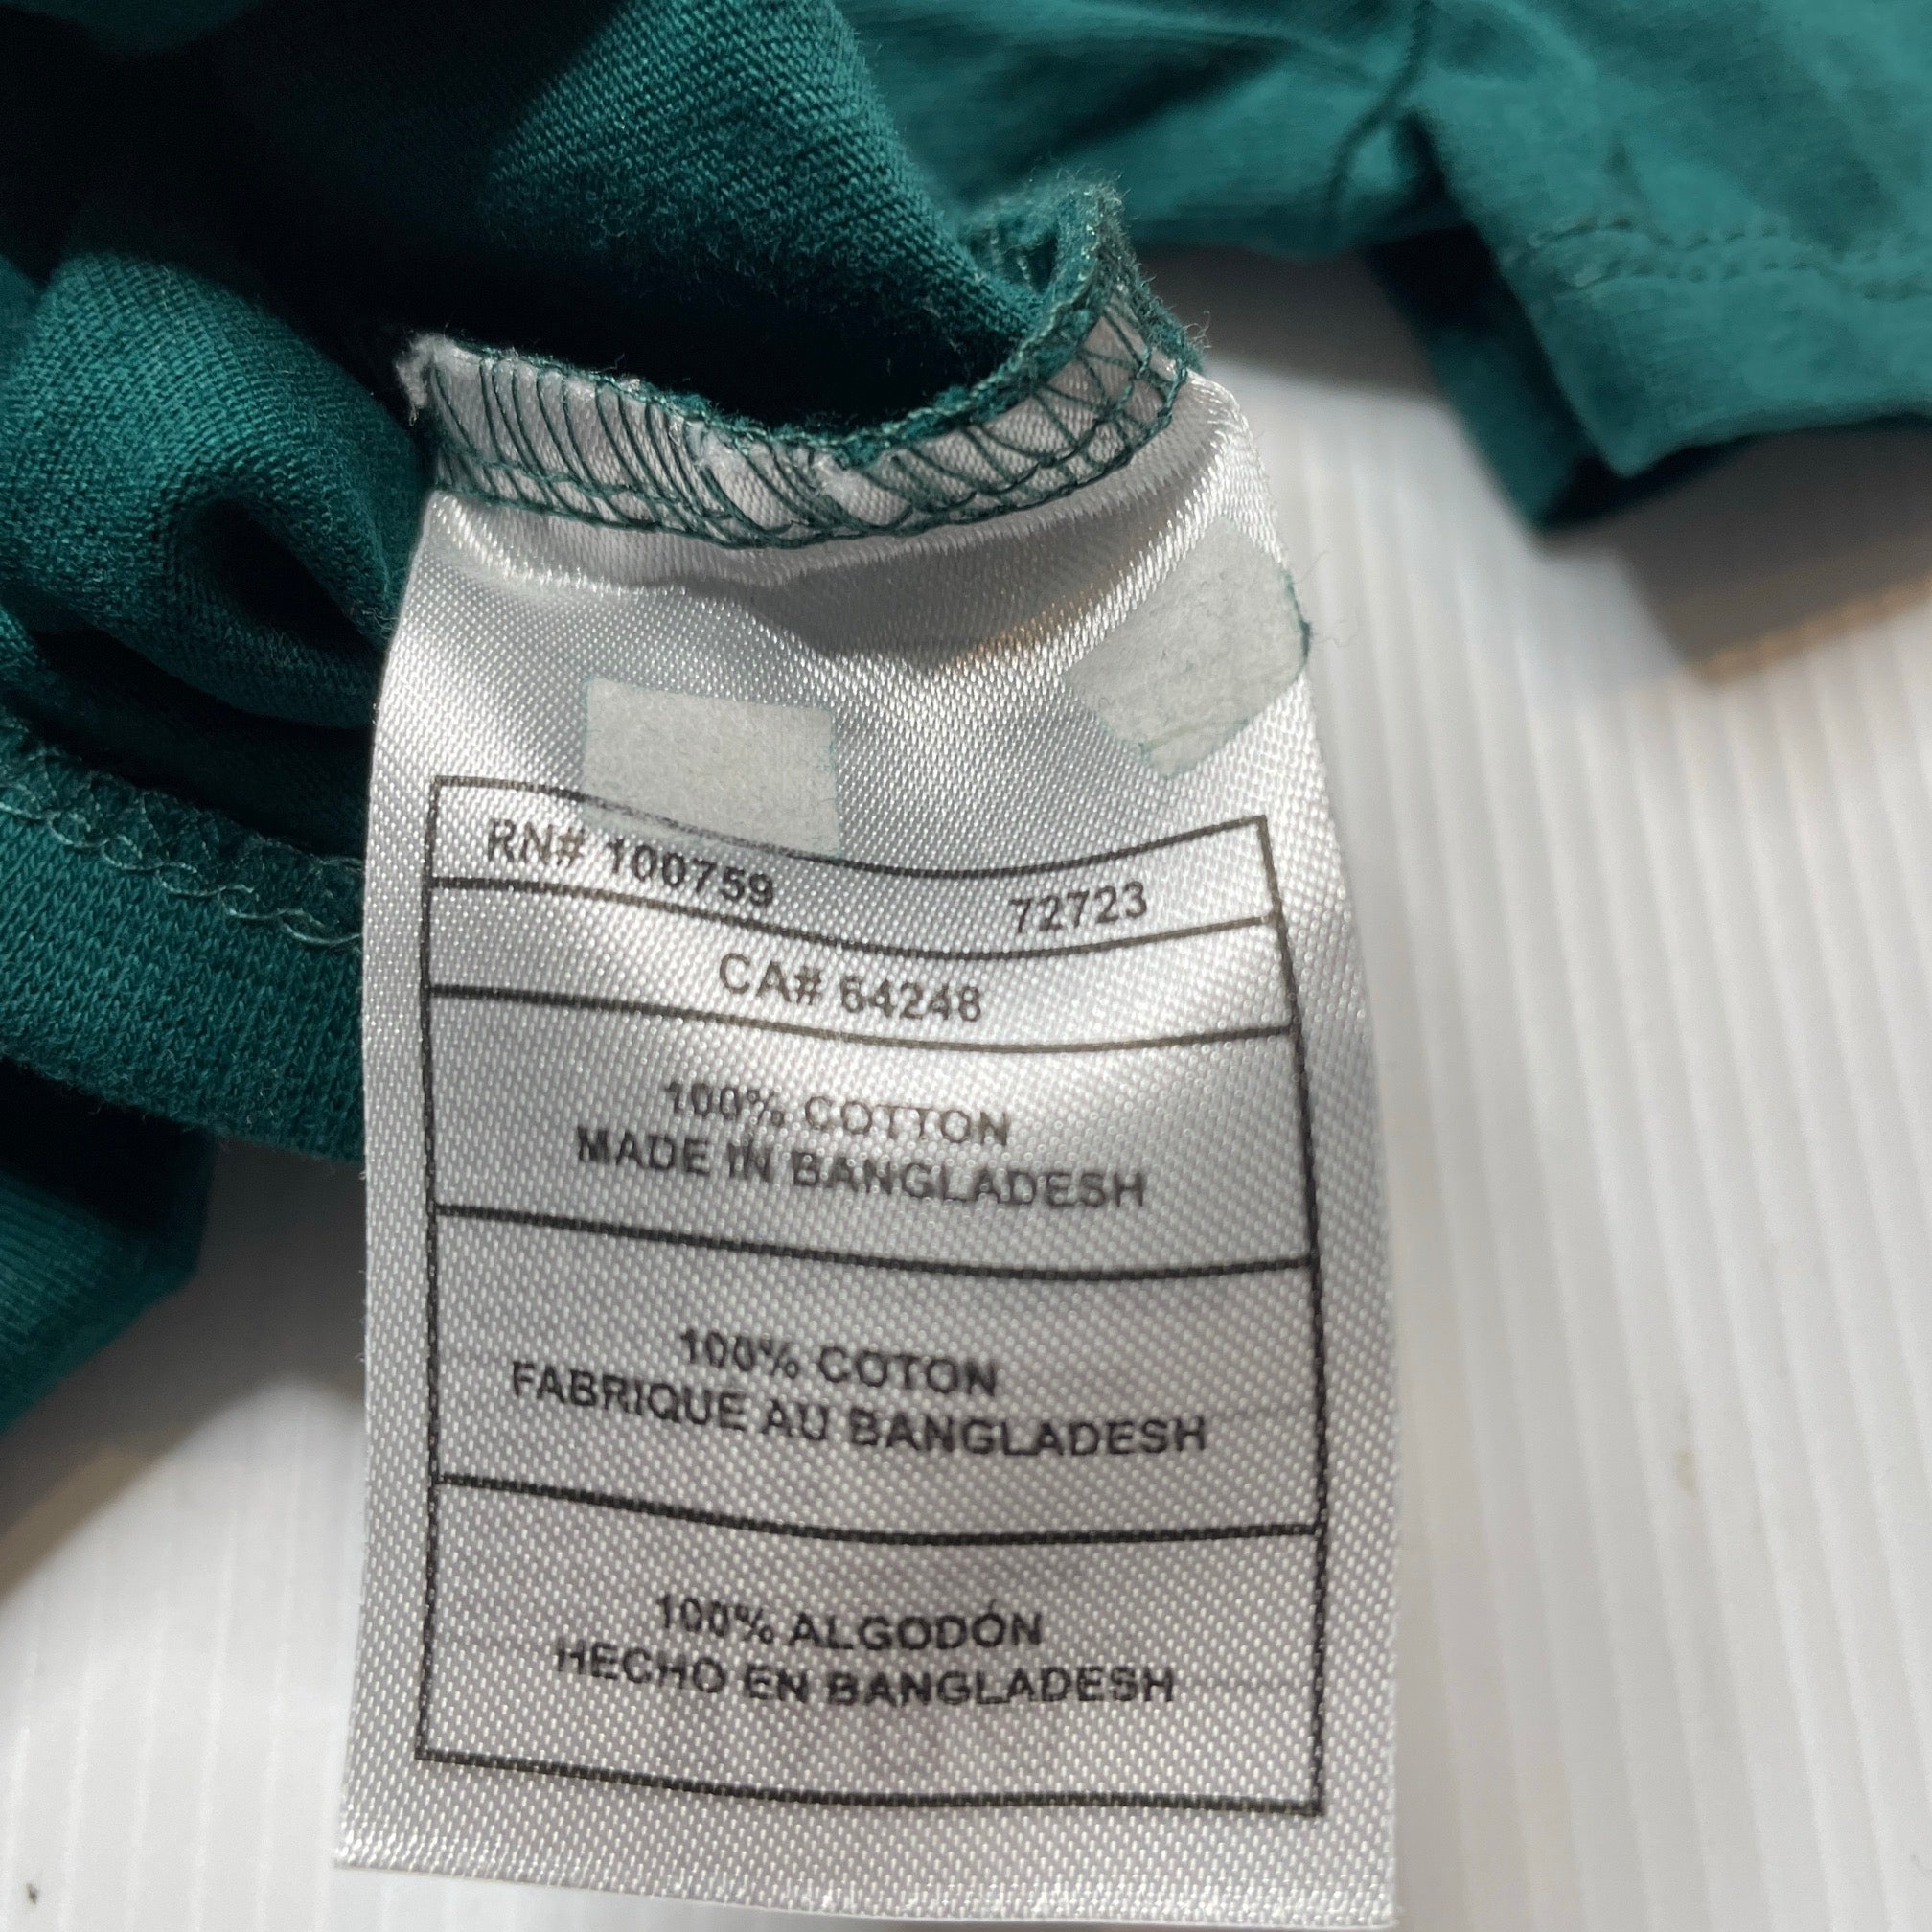 RN# 100759 72723
CA# 64248
100% COTTON
MADE IN BANGLADESH
100% COTON
FABRIQUE AU BANGLADESH
100% ALGODÓN
HECHO EN BANGLADESH